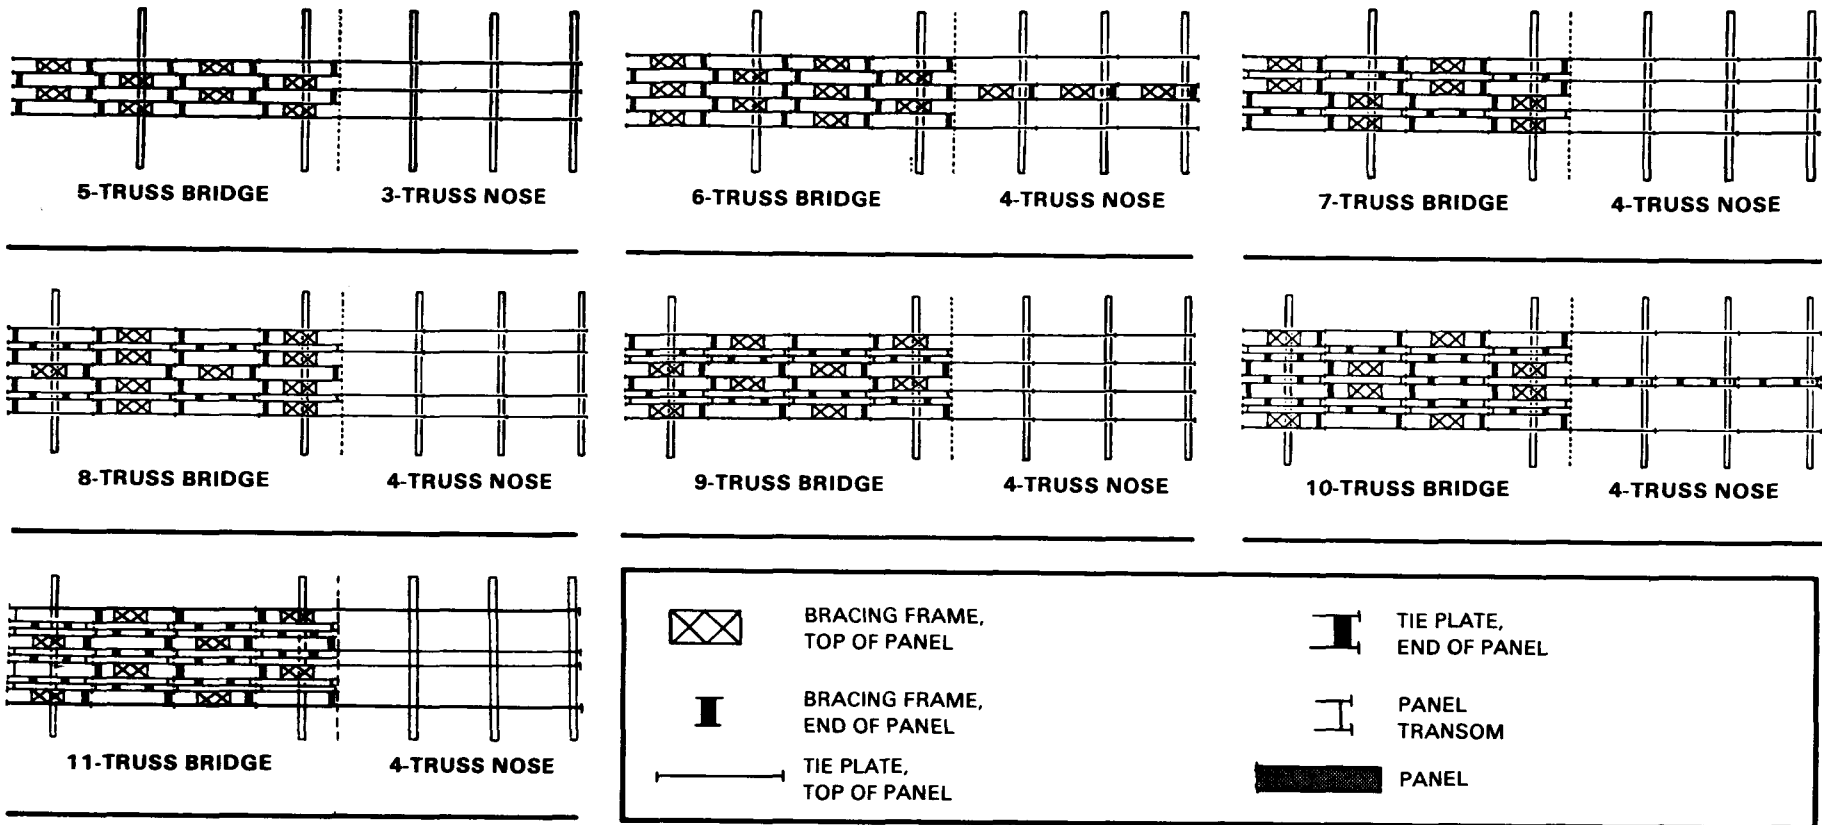 5-TRUSS BRIDGE 3-TRUSS NOSE
6-TRUSS BRIDGE 4-TRUSS NOSE
7-TRUSS BRIDGE 4-TRUSS NOSE
8-TRUSS BRIDGE 4-TRUSS NOSE
9-TRUSS BRIDGE 4-TRUSS NOSE
10-TRUSS BRIDGE 4-TRUSS NOSE
11-TRUSS BRIDGE 4-TRUSS NOSE
BRACING FRAME,
TOP OF PANEL
BRACING FRAME,
END OF PANEL
TIE PLATE,
TOP OF PANEL
TIE PLATE,
END OF PANEL
PANEL
TRANSOM
PANEL